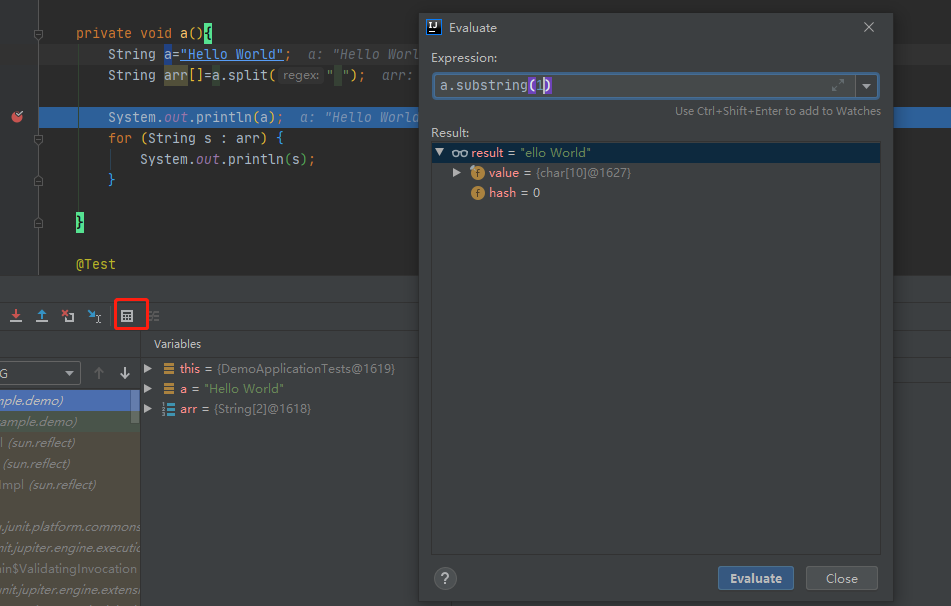 private void a(){
String a="Hello World"; a: "Hello Worl
String arr[]=a.split( regex: " "); arr:
System.out.println(a); a: "Hello World
for (String s : arr) {
System.out.println(s);
}
}
@Test
Variables
G
this = {DemoApplicationTests@1619}
a = "Hello World"
arr = {String[2]@1618}
mple.demo)
ample.demo)
l (sun.reflect)
(sun.reflect)
Impl (sun.reflect)
.junit.platform.commons
nit.jupiter.engine.executio
ain$ValidatingInvocation
unit.jupiter.engine.extens
Evaluate
Expression:
a.substring(1)
Use Ctrl+Shift+Enter to add to Watches
Result:
result = "ello World"
value = {char[10]@1627}
hash = 0
?
Evaluate
Close